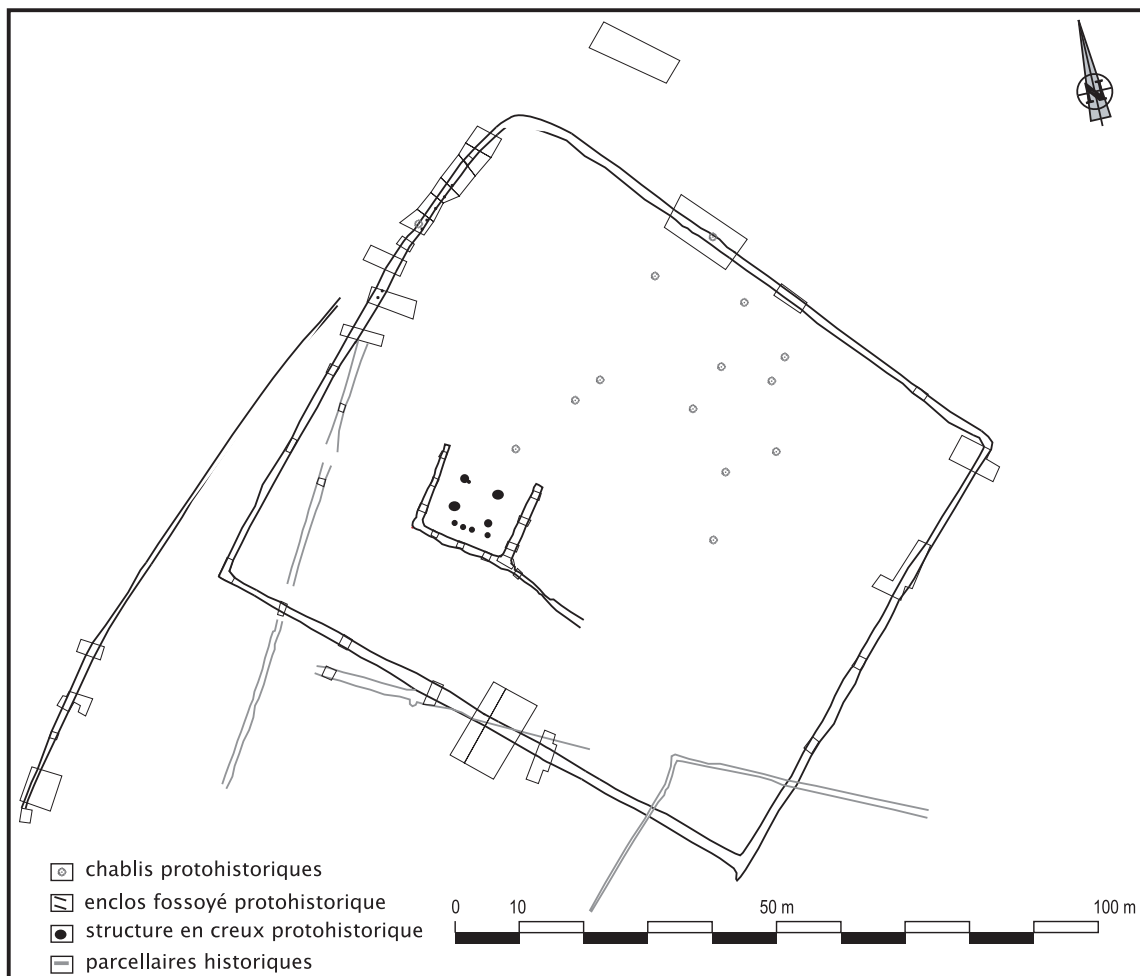 N
chablis protohistoriques
enclos fossoyé protohistorique
structure en creux protohistorique
parcellaires historiques
0 10 50 m 100 m